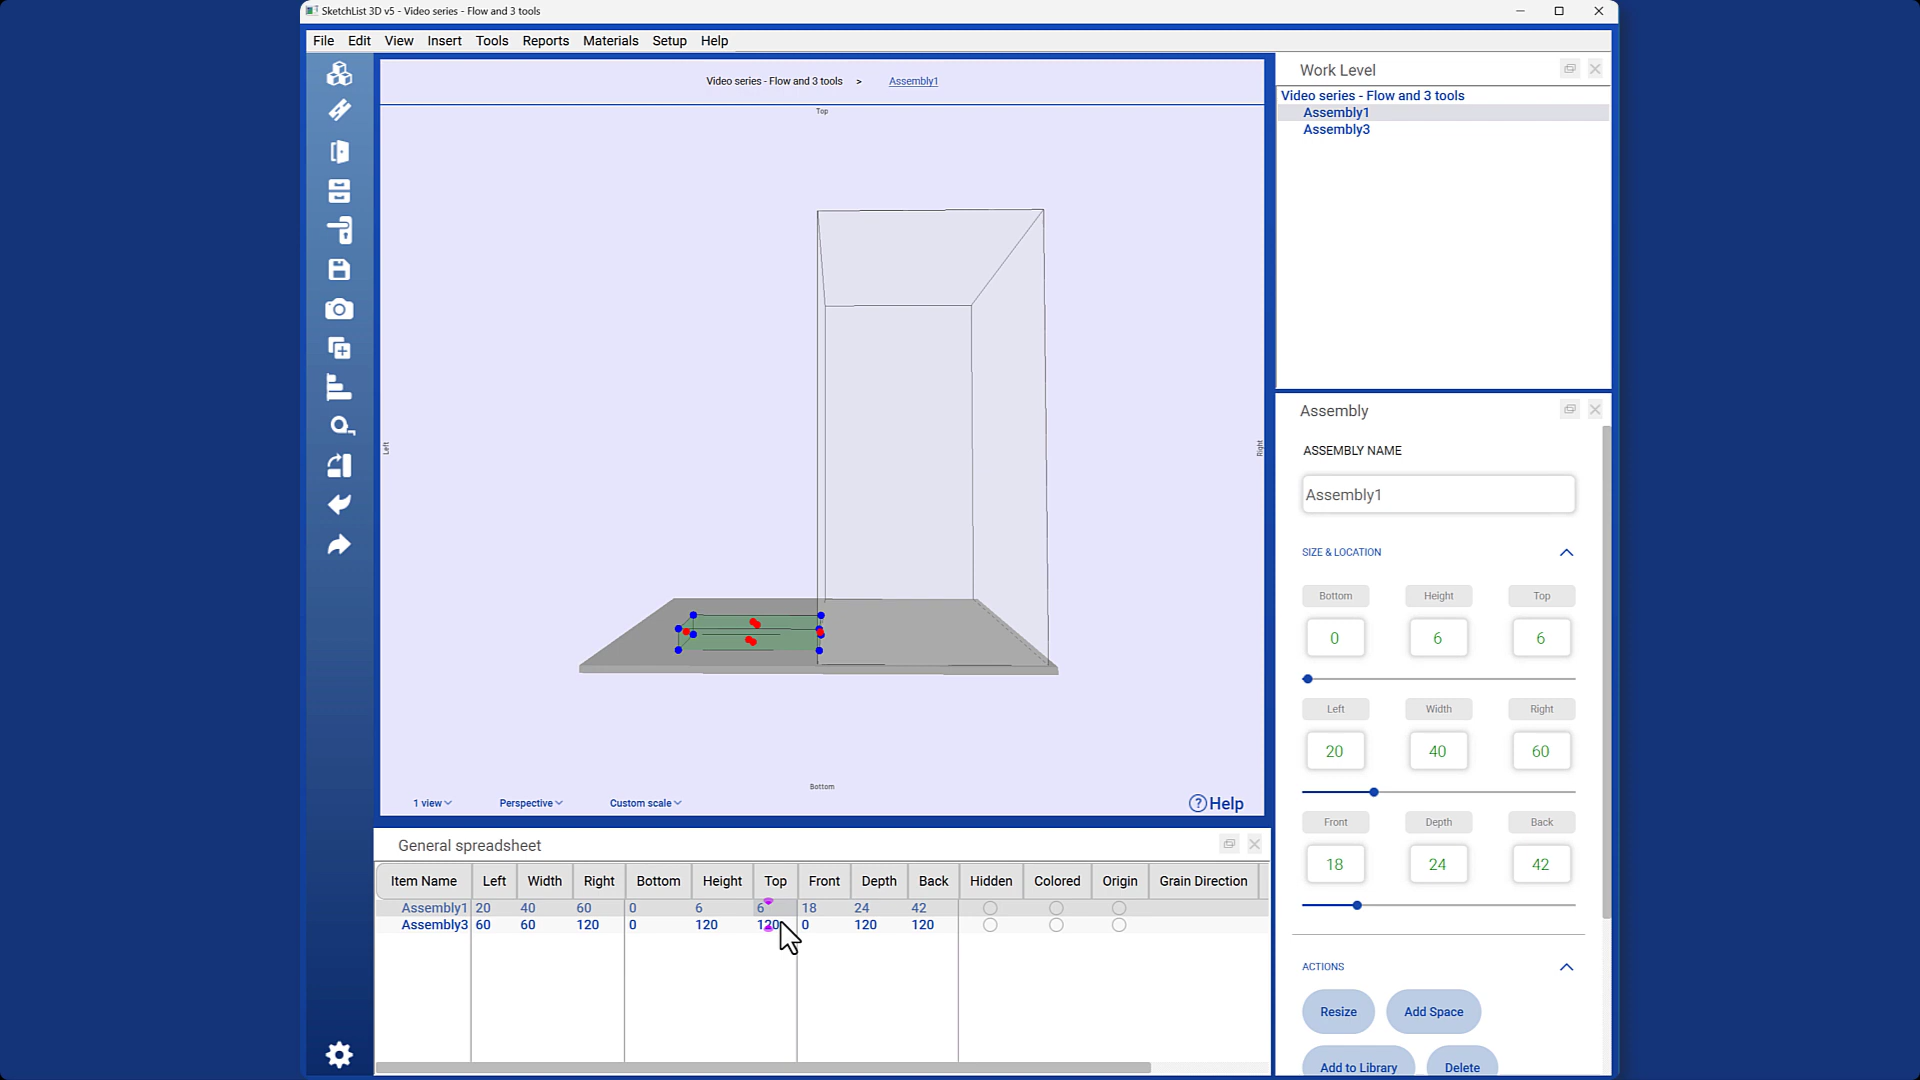 SketchList 3D v5 - Video series - Flow and 3 tools
File Edit View Insert Tools Reports Materials Setup Help
Video series - Flow and 3 tools > Assembly1
Top
Left
Right
Bottom
1 view Perspective Custom scale ? Help
General spreadsheet
Item Name Left Width Right Bottom Height Top Front Depth Back Hidden Colored Origin Grain Direction
Assembly1 20 40 60 0 6 6 18 24 42
Assembly3 60 60 120 0 120 120 0 120 120
Work Level
Video series - Flow and 3 tools
Assembly1
Assembly3
Assembly
ASSEMBLY NAME
Assembly1
SIZE & LOCATION
Bottom Height Top
0 6 6
Left Width Right
20 40 60
Front Depth Back
18 24 42
ACTIONS
Resize Add Space
Add to Library Delete